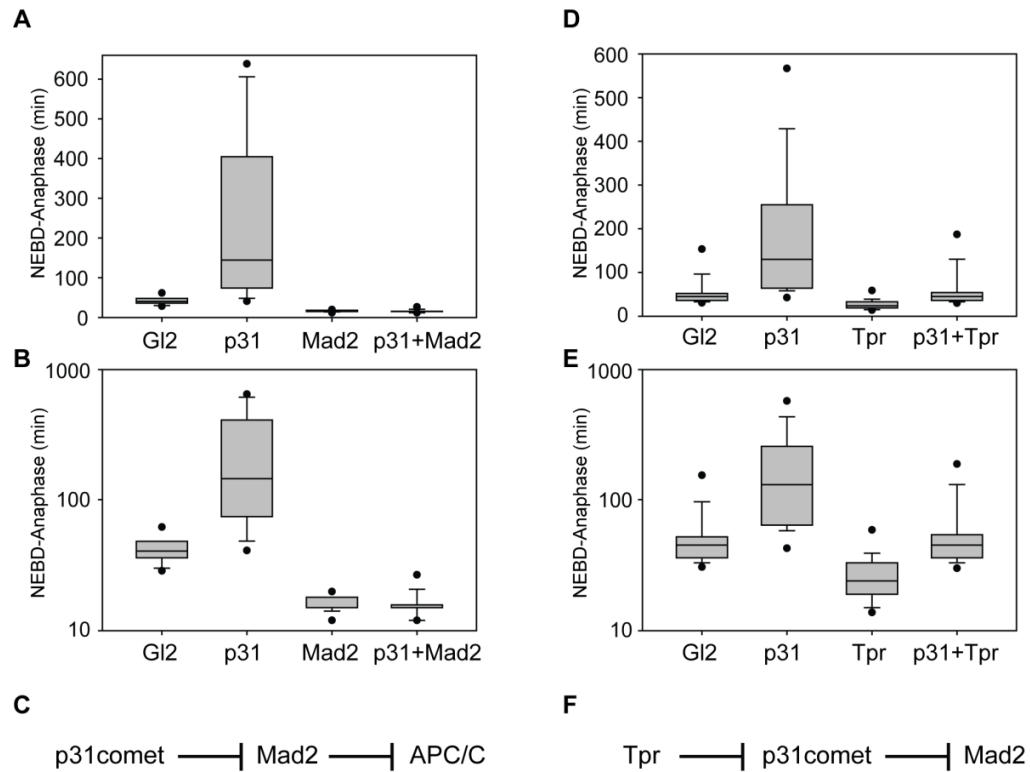 A
NEBD-Anaphase (min)
600
500
400
300
200
100
0
Gl2 p31 Mad2 p31+Mad2
B
NEBD-Anaphase (min)
1000
100
10
Gl2 p31 Mad2 p31+Mad2
C
p31comet Mad2 APC/C
D
NEBD-Anaphase (min)
600
500
400
300
200
100
0
Gl2 p31 Tpr p31+Tpr
E
NEBD-Anaphase (min)
1000
100
10
Gl2 p31 Tpr p31+Tpr
F
Tpr p31comet Mad2